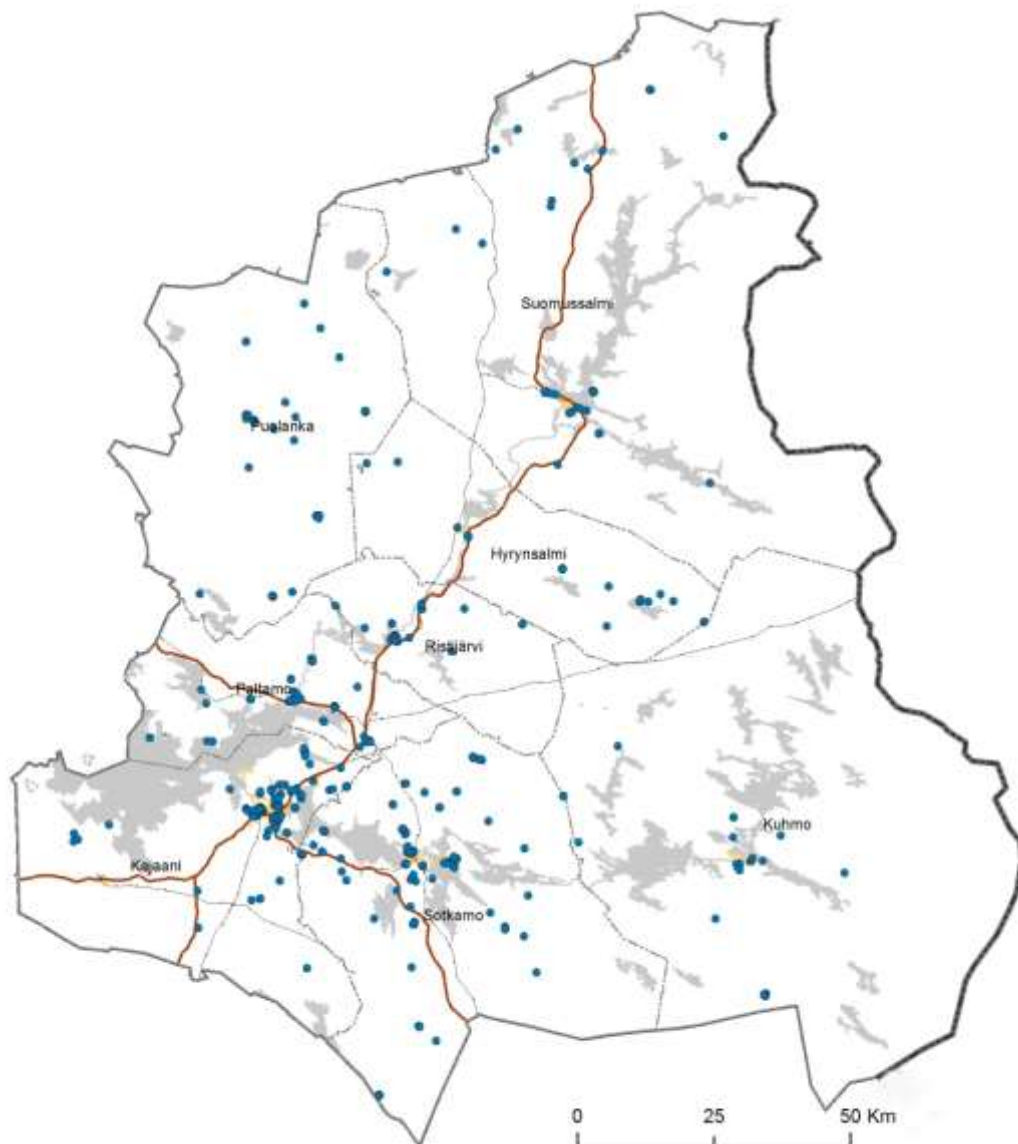 Suomussalmi
Puolanka
Hyrynsalmi
Ristijärvi
Paltamo
Kuhmo
Kajaani
Sotkamo
0 25 50 Km